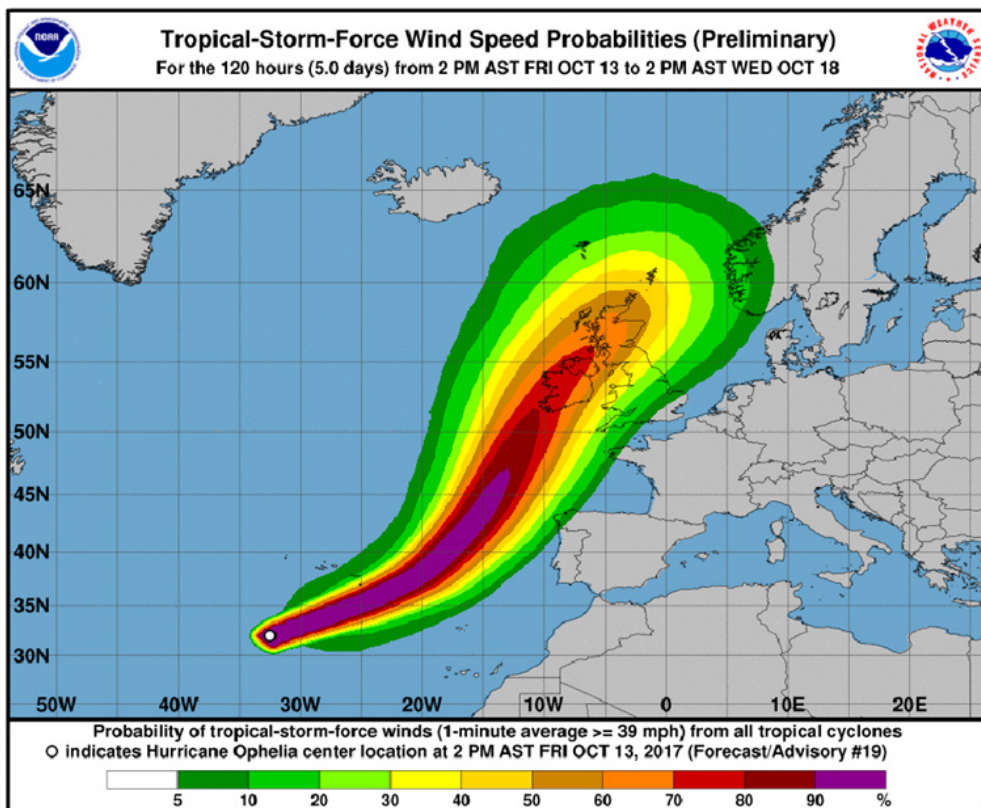 Tropical-Storm-Force Wind Speed Probabilities (Preliminary)
For the 120 hours (5.0 days) from 2 PM AST FRI OCT 13 to 2 PM AST WED OCT 18
NOAA
NATIONAL WEATHER SERVICE
65N
60N
55N
50N
45N
40N
35N
30N
50W 40W 30W 20W 10W 0 10E 20E
Probability of tropical-storm-force winds (1-minute average >= 39 mph) from all tropical cyclones
indicates Hurricane Ophelia center location at 2 PM AST FRI OCT 13, 2017 (Forecast/Advisory #19)
5 10 20 30 40 50 60 70 80 90 %